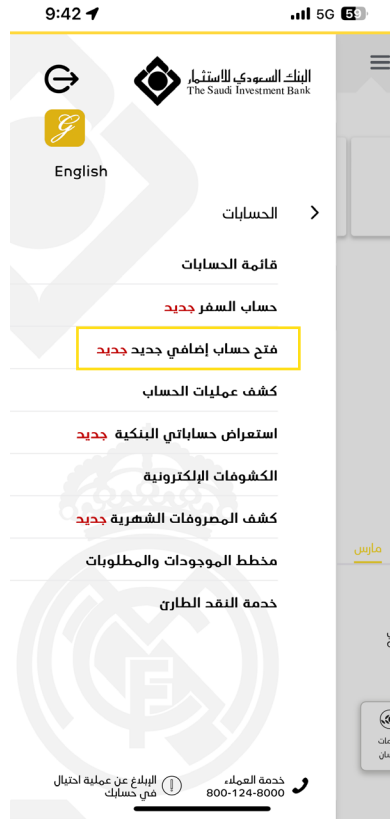 9:42
5G
59
البنك السعودي للاستثمار
The Saudi Investment Bank
English
الحسابات
قائمة الحسابات
حساب السفر جديد
فتح حساب إضافي جديد جديد
كشف عمليات الحساب
استعراض حساباتي البنكية جديد
الكشوفات الإلكترونية
كشف المصروفات الشهرية جديد
مخطط الموجودات والمطلوبات
خدمة النقد الطارئ
مارس
خدمة العملاء
800-124-8000
الإبلاغ عن عملية احتيال
في حسابك